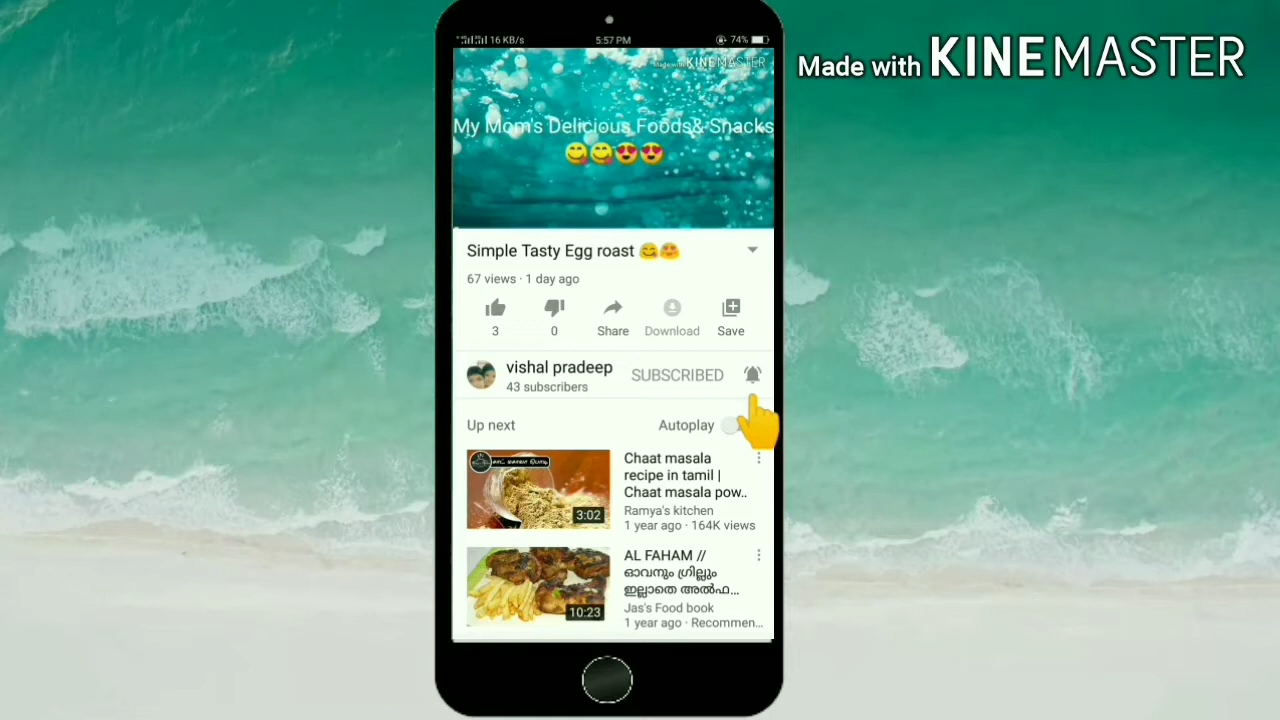 Made with KINEMASTER
16 KB/s
5:57 PM
74%
Made with KINEMASTER
My Mom's Delicious Foods& Snacks
😋😋😍😍
Simple Tasty Egg roast 😋😍
67 views · 1 day ago
3
0
Share
Download
Save
vishal pradeep
43 subscribers
SUBSCRIBED
Up next
Autoplay
3:02
Chaat masala
recipe in tamil |
Chaat masala pow..
Ramya's kitchen
1 year ago · 164K views
10:23
AL FAHAM //
ഓവനും ഗ്രില്ലും
ഇല്ലാതെ അൽഫ...
Jas's Food book
1 year ago · Recommen...